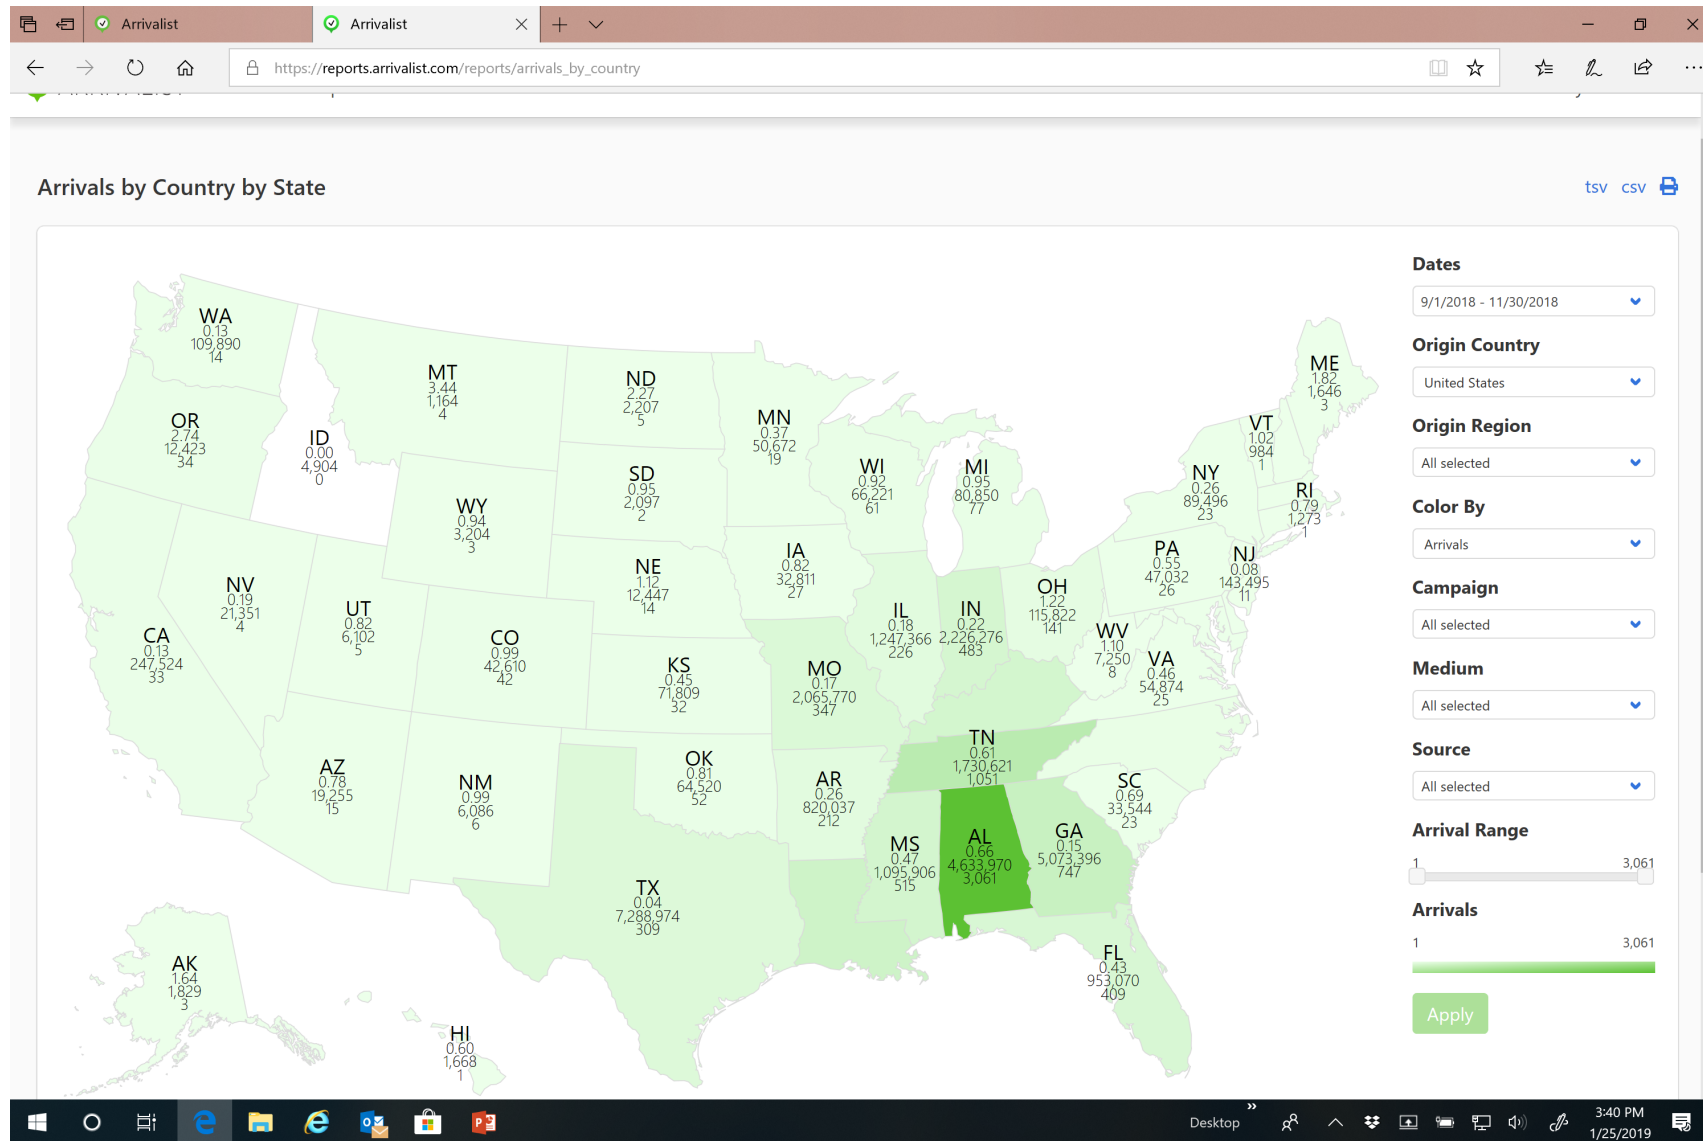 Arrivalist
Arrivalist
https://reports.arrivalist.com/reports/arrivals_by_country
Arrivals by Country by State
tsv csv
WA
0.13
109,890
14
OR
2.74
12,423
34
ID
0.00
4,904
0
MT
3.44
1,164
4
ND
2.27
2,207
5
MN
0.37
50,672
19
SD
0.95
2,097
2
WY
0.94
3,204
3
WI
0.92
66,221
61
MI
0.95
80,850
77
ME
1.82
1,646
3
VT
1.02
984
1
NY
0.26
89,496
23
RI
0.79
1,273
1
PA
0.55
47,032
26
NJ
0.08
143,495
11
NV
0.19
21,351
4
UT
0.82
6,102
5
CA
0.13
247,524
33
CO
0.99
42,610
42
NE
1.12
12,447
14
IA
0.82
32,811
27
KS
0.45
71,809
32
IL
0.18
1,247,366
226
IN
0.22
2,226,276
483
OH
1.22
115,822
141
WV
1.10
7,250
8
VA
0.46
54,874
25
MO
0.17
2,065,770
347
AZ
0.78
19,255
15
NM
0.99
6,086
6
OK
0.81
64,520
52
AR
0.26
820,037
212
TN
0.61
1,730,621
1,051
SC
0.69
33,544
23
MS
0.47
1,095,906
515
AL
0.66
4,633,970
3,061
GA
0.15
5,073,396
747
TX
0.04
7,288,974
309
FL
0.43
953,070
409
AK
1.64
1,829
3
HI
0.60
1,668
1
Dates
9/1/2018 - 11/30/2018
Origin Country
United States
Origin Region
All selected
Color By
Arrivals
Campaign
All selected
Medium
All selected
Source
All selected
Arrival Range
1 3,061
Arrivals
1 3,061
Apply
Desktop
3:40 PM
1/25/2019